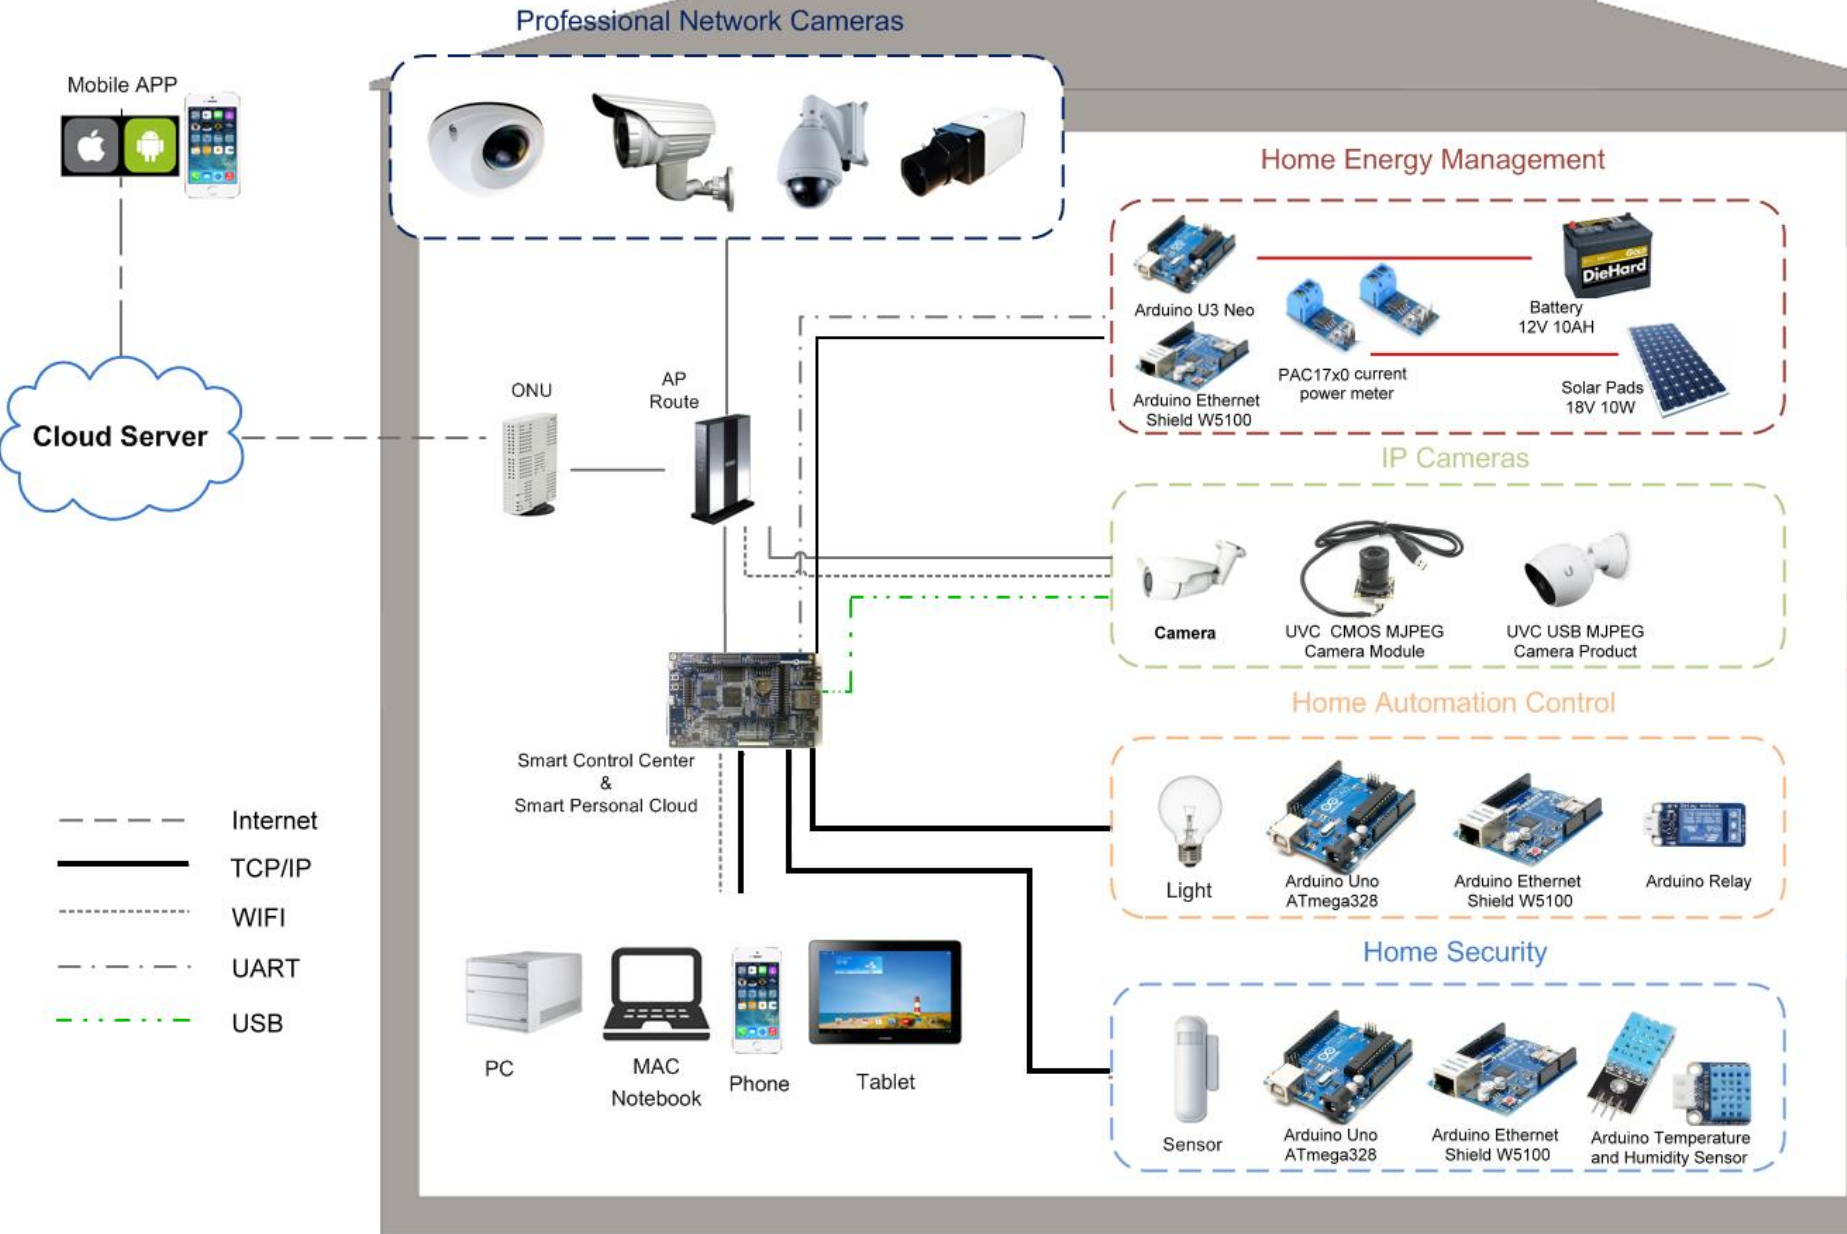 Professional Network Cameras
Mobile APP
Cloud Server
ONU
AP
Route
Home Energy Management
Arduino U3 Neo
Arduino Ethernet
Shield W5100
PAC17x0 current
power meter
GOLD
DieHard
Battery
12V 10AH
Solar Pads
18V 10W
IP Cameras
Camera
UVC CMOS MJPEG
Camera Module
UVC USB MJPEG
Camera Product
Smart Control Center
&
Smart Personal Cloud
Home Automation Control
Light
Arduino Uno
ATmega328
Arduino Ethernet
Shield W5100
Relay module
Arduino Relay
Home Security
Sensor
Arduino Uno
ATmega328
Arduino Ethernet
Shield W5100
Arduino Temperature
and Humidity Sensor
PC
MAC
Notebook
Phone
Tablet
Internet
TCP/IP
WIFI
UART
USB